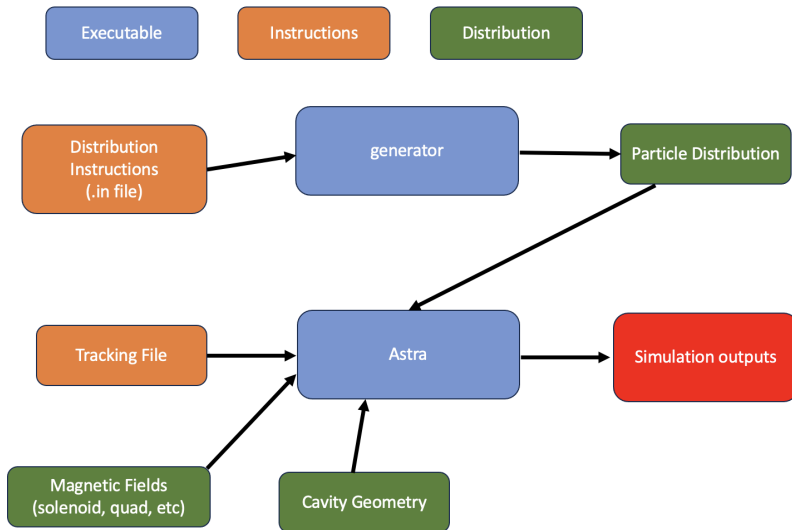 Executable
Instructions
Distribution
Distribution
Instructions
(.in file)
generator
Particle Distribution
Tracking File
Astra
Simulation outputs
Magnetic Fields
(solenoid, quad, etc)
Cavity Geometry